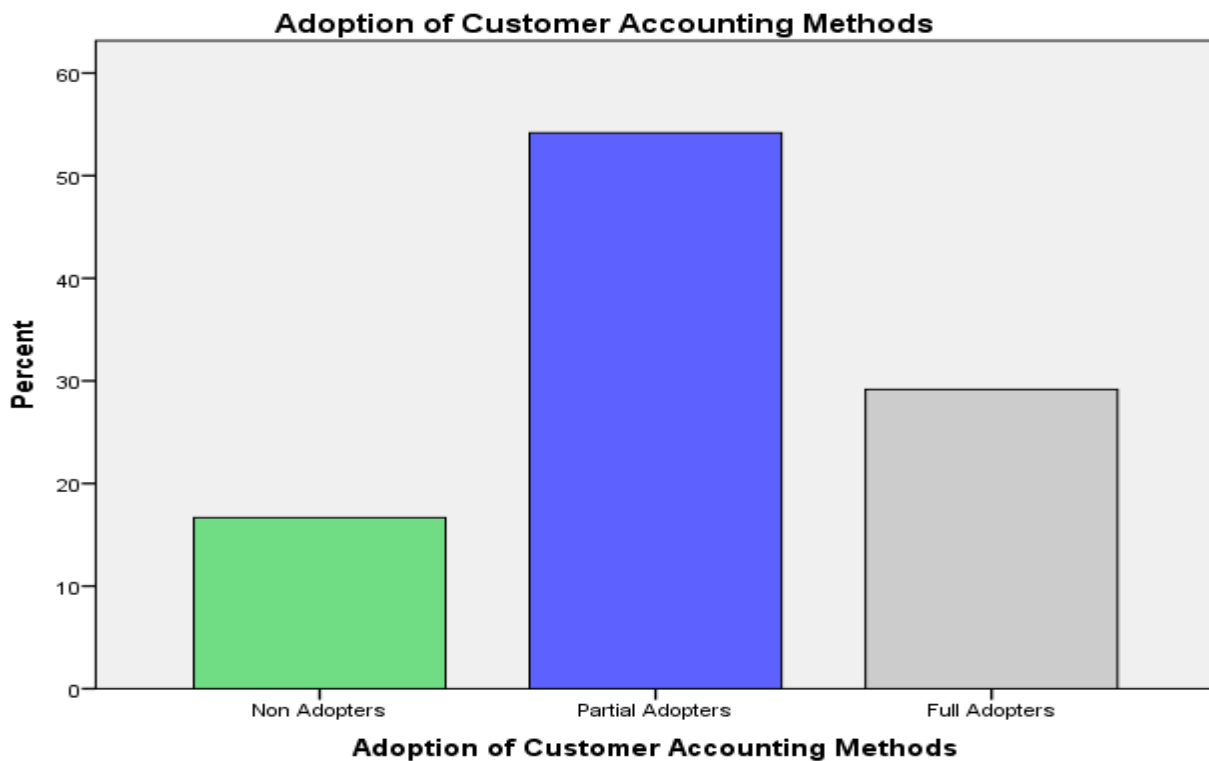 Adoption of Customer Accounting Methods
60
50
40
30
20
10
0
Percent
Non Adopters Partial Adopters Full Adopters
Adoption of Customer Accounting Methods